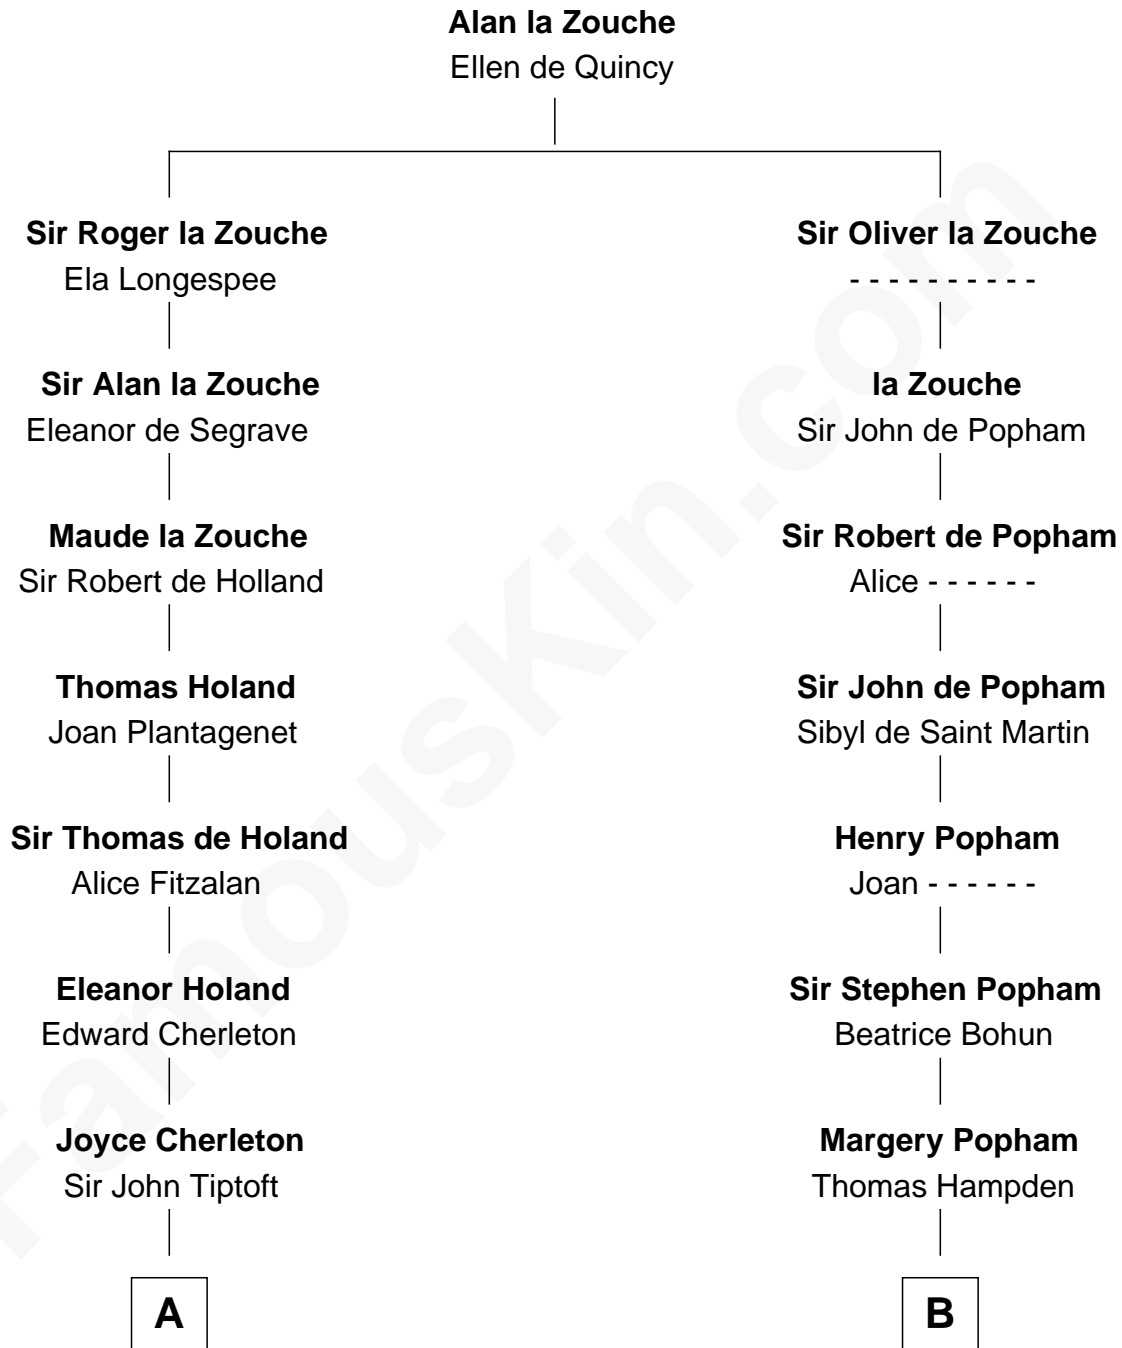 Alan la Zouche
Ellen de Quincy
Sir Roger la Zouche
Ela Longespee
Sir Oliver la Zouche
- - - - - - - - - -
Sir Alan la Zouche
Eleanor de Segrave
la Zouche
Sir John de Popham
Maude la Zouche
Sir Robert de Holland
Sir Robert de Popham
Alice - - - - - -
Thomas Holand
Joan Plantagenet
Sir John de Popham
Sibyl de Saint Martin
Sir Thomas de Holand
Alice Fitzalan
Henry Popham
Joan - - - - - -
Eleanor Holand
Edward Cherleton
Sir Stephen Popham
Beatrice Bohun
Joyce Cherleton
Sir John Tiptoft
Margery Popham
Thomas Hampden
A
B
FamousKin.com